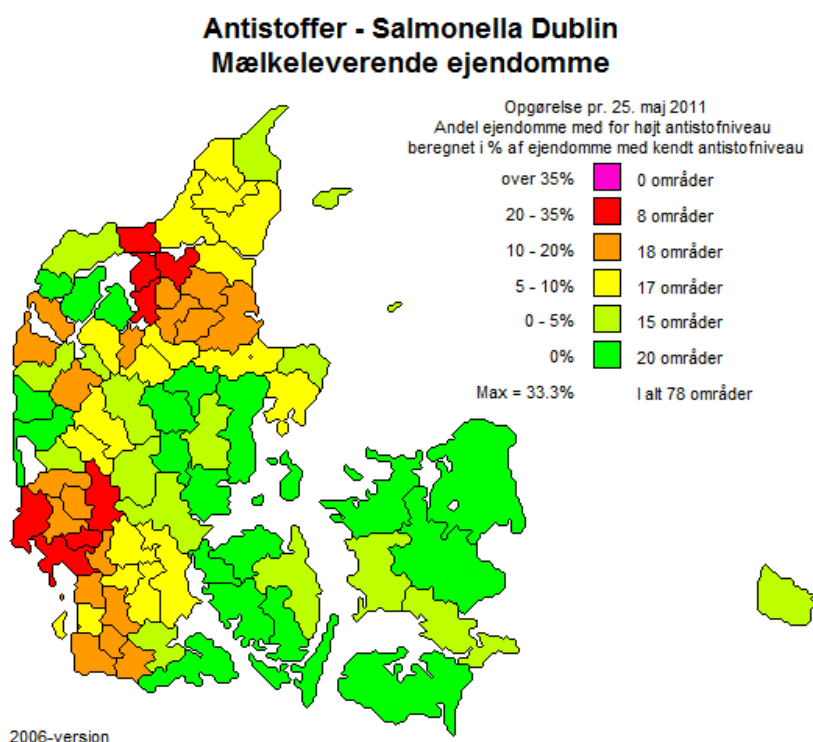 Antistoffer - Salmonella Dublin
Mælkeleverende ejendomme
Opgørelse pr. 25. maj 2011
Andel ejendomme med for højt antistofniveau
beregnet i % af ejendomme med kendt antistofniveau
over 35% 0 områder
20 - 35% 8 områder
10 - 20% 18 områder
5 - 10% 17 områder
0 - 5% 15 områder
0% 20 områder
Max = 33.3% I alt 78 områder
2006-version